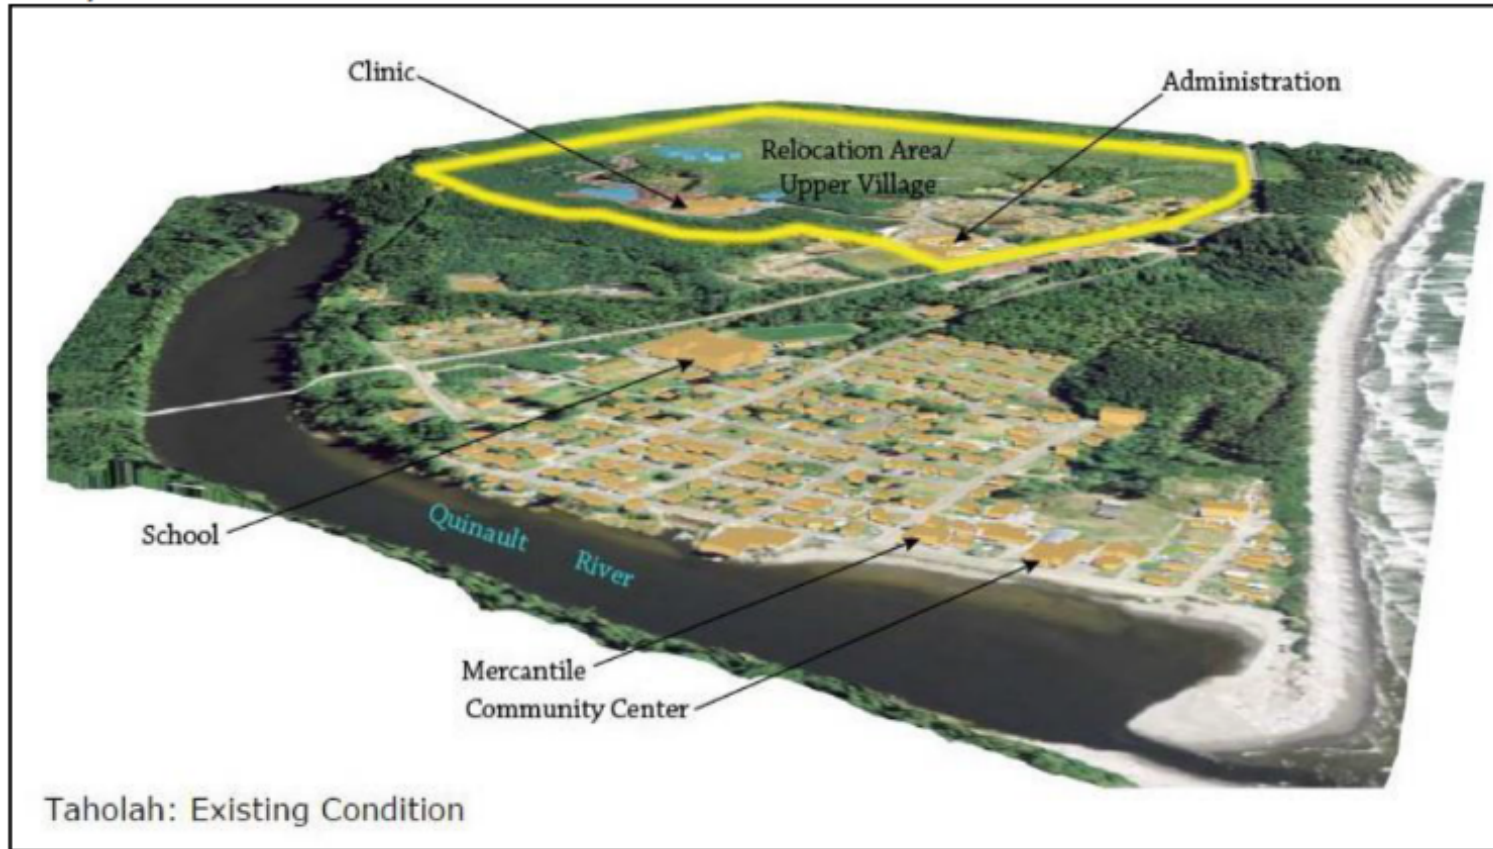 Clinic
Administration
Relocation Area/
Upper Village
School
Quinault River
Mercantile
Community Center
Taholah: Existing Condition